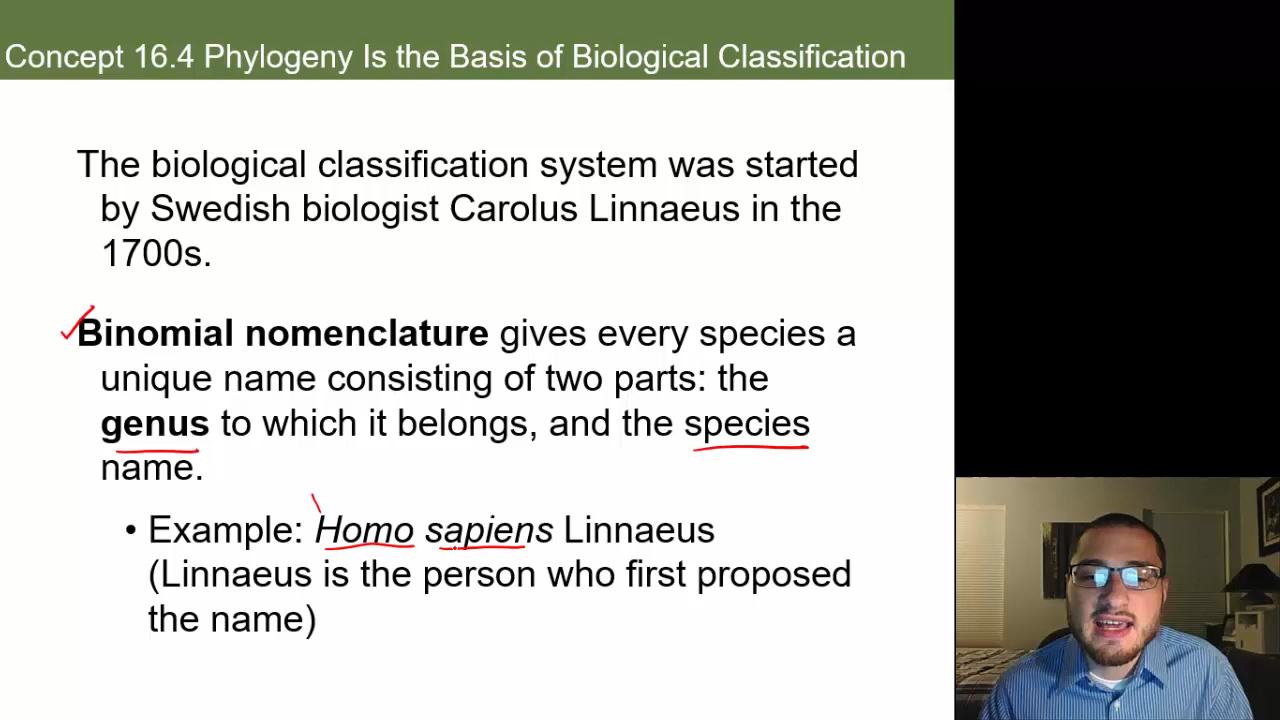 Concept 16.4 Phylogeny Is the Basis of Biological Classification
The biological classification system was started
by Swedish biologist Carolus Linnaeus in the
1700s.
Binomial nomenclature gives every species a
unique name consisting of two parts: the
genus to which it belongs, and the species
name.
• Example: Homo sapiens Linnaeus
(Linnaeus is the person who first proposed
the name)